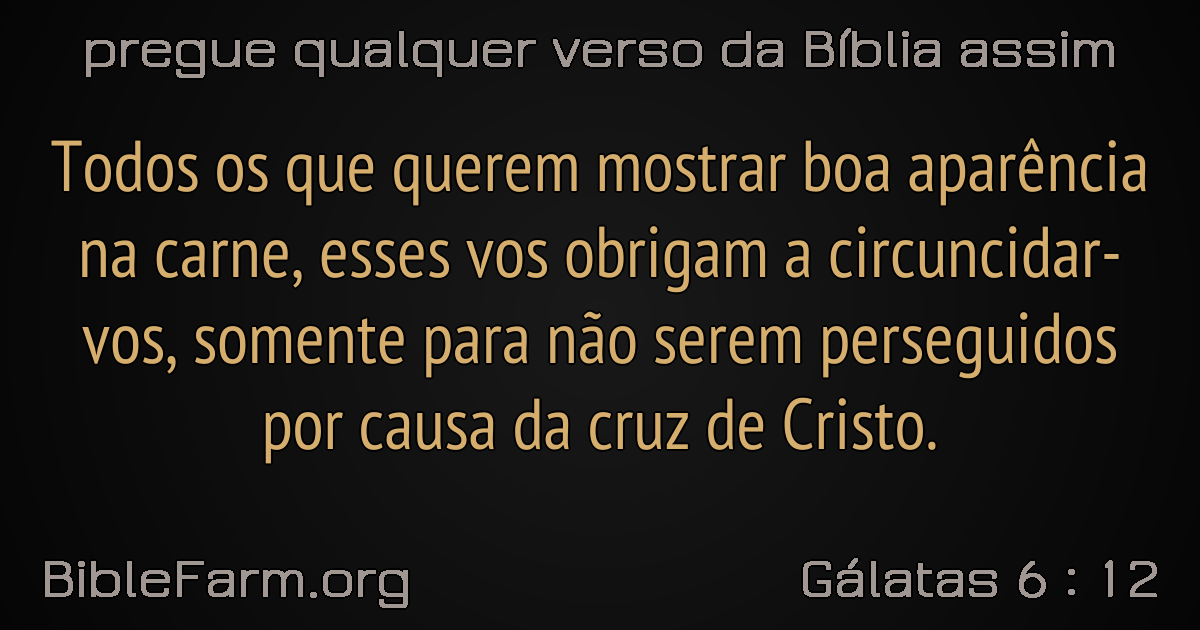 pregue qualquer verso da Bíblia assim
Todos os que querem mostrar boa aparência
na carne, esses vos obrigam a circuncidar-
vos, somente para não serem perseguidos
por causa da cruz de Cristo.
BibleFarm.org
Gálatas 6 : 12